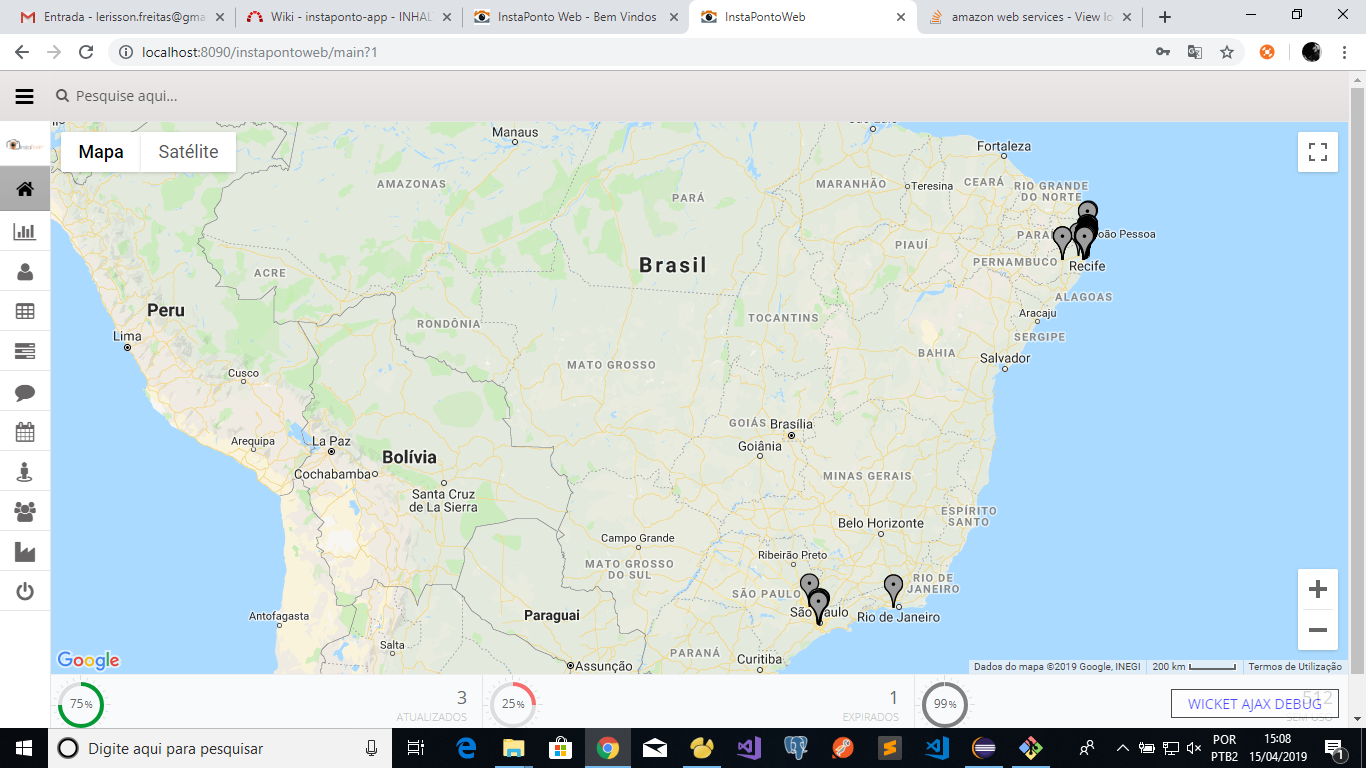 Entrada - lerisson.freitas@gma
Wiki - instaponto-app - INHAL
InstaPonto Web - Bem Vindos
InstaPontoWeb
amazon web services - View lo
localhost:8090/instapontoweb/main?1
Pesquise aqui...
Mapa
Satélite
Manaus
Fortaleza
AMAZONAS
PARÁ
MARANHÃO
Teresina
CEARÁ
RIO GRANDE
DO NORTE
João Pessoa
PIAUÍ
PERNAMBUCO
Recife
Brasil
ACRE
ALAGOAS
Peru
RONDÔNIA
TOCANTINS
Aracaju
SERGIPE
Lima
MATO GROSSO
BAHIA
Salvador
Cusco
GOIÁS
Brasília
Arequipa
La Paz
Goiânia
Bolívia
Cochabamba
MINAS GERAIS
Santa Cruz
de La Sierra
ESPÍRITO
SANTO
Belo Horizonte
Campo Grande
Ribeirão Preto
MATO GROSSO
DO SUL
SÃO PAULO
RIO DE
JANEIRO
São Paulo
Rio de Janeiro
Antofagasta
Paraguai
Salta
PARANÁ
Curitiba
Assunção
Google
Dados do mapa ©2019 Google, INEGI
200 km
Termos de Utilização
75%
3
ATUALIZADOS
25%
1
EXPIRADOS
99%
512
WICKET AJAX DEBUG
Digite aqui para pesquisar
POR
PTB2
15:08
15/04/2019
1